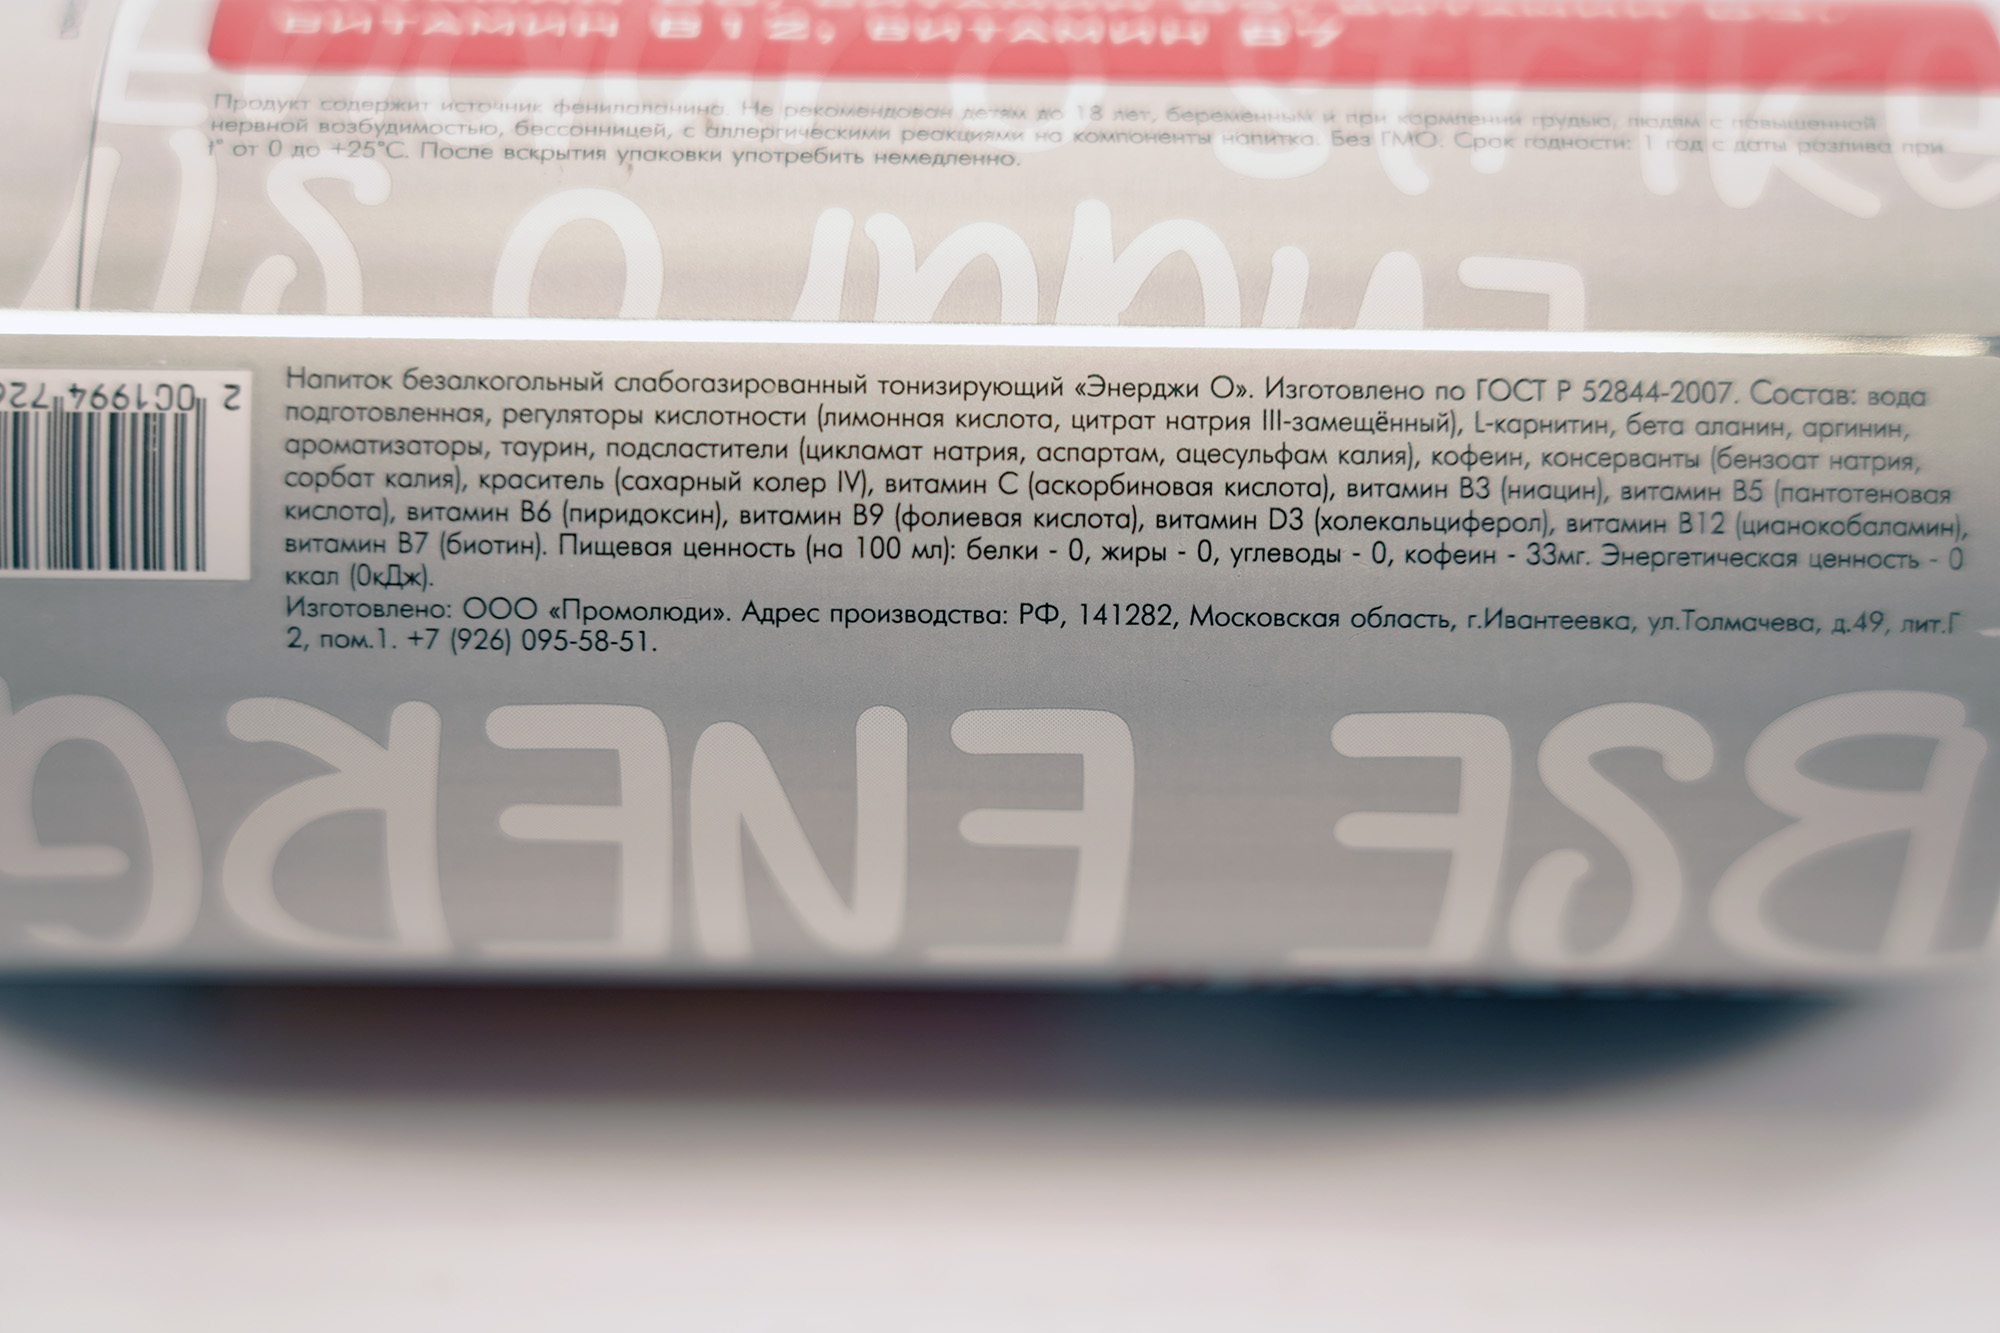 ВИТАМИН B12, ВИТАМИН B7
Продукт содержит источник фенилаланина. Не рекомендован детям до 18 лет, беременным и при кормлении грудью, людям с повышенной
нервной возбудимостью, бессонницей, с аллергическими реакциями на компоненты напитка. Без ГМО. Срок годности: 1 год с даты розлива при
t° от 0 до +25°C. После вскрытия упаковки употребить немедленно.
Напиток безалкогольный слабогазированный тонизирующий «Энерджи О». Изготовлено по ГОСТ Р 52844-2007. Состав: вода
подготовленная, регуляторы кислотности (лимонная кислота, цитрат натрия III-замещённый), L-карнитин, бета аланин, аргинин,
ароматизаторы, таурин, подсластители (цикламат натрия, аспартам, ацесульфам калия), кофеин, консерванты (бензоат натрия,
сорбат калия), краситель (сахарный колер IV), витамин С (аскорбиновая кислота), витамин В3 (ниацин), витамин В5 (пантотеновая
кислота), витамин В6 (пиридоксин), витамин В9 (фолиевая кислота), витамин D3 (холекальциферол), витамин В12 (цианокобаламин),
витамин В7 (биотин). Пищевая ценность (на 100 мл): белки - 0, жиры - 0, углеводы - 0, кофеин - 33мг. Энергетическая ценность - 0
ккал (0кДж).
Изготовлено: ООО «Промолюди». Адрес производства: РФ, 141282, Московская область, г.Ивантеевка, ул.Толмачева, д.49, лит.Г
2, пом.1. +7 (926) 095-58-51.
BSE ENERG